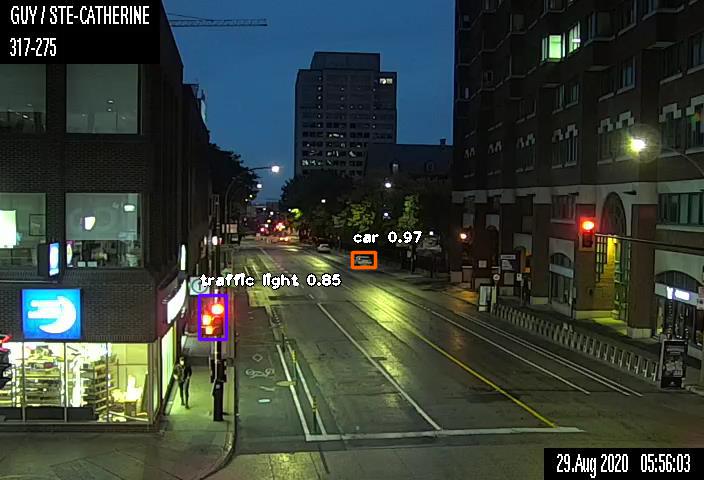 GUY / STE-CATHERINE
317-275
car 0.97
traffic light 0.85
29.Aug 2020 05:56:03